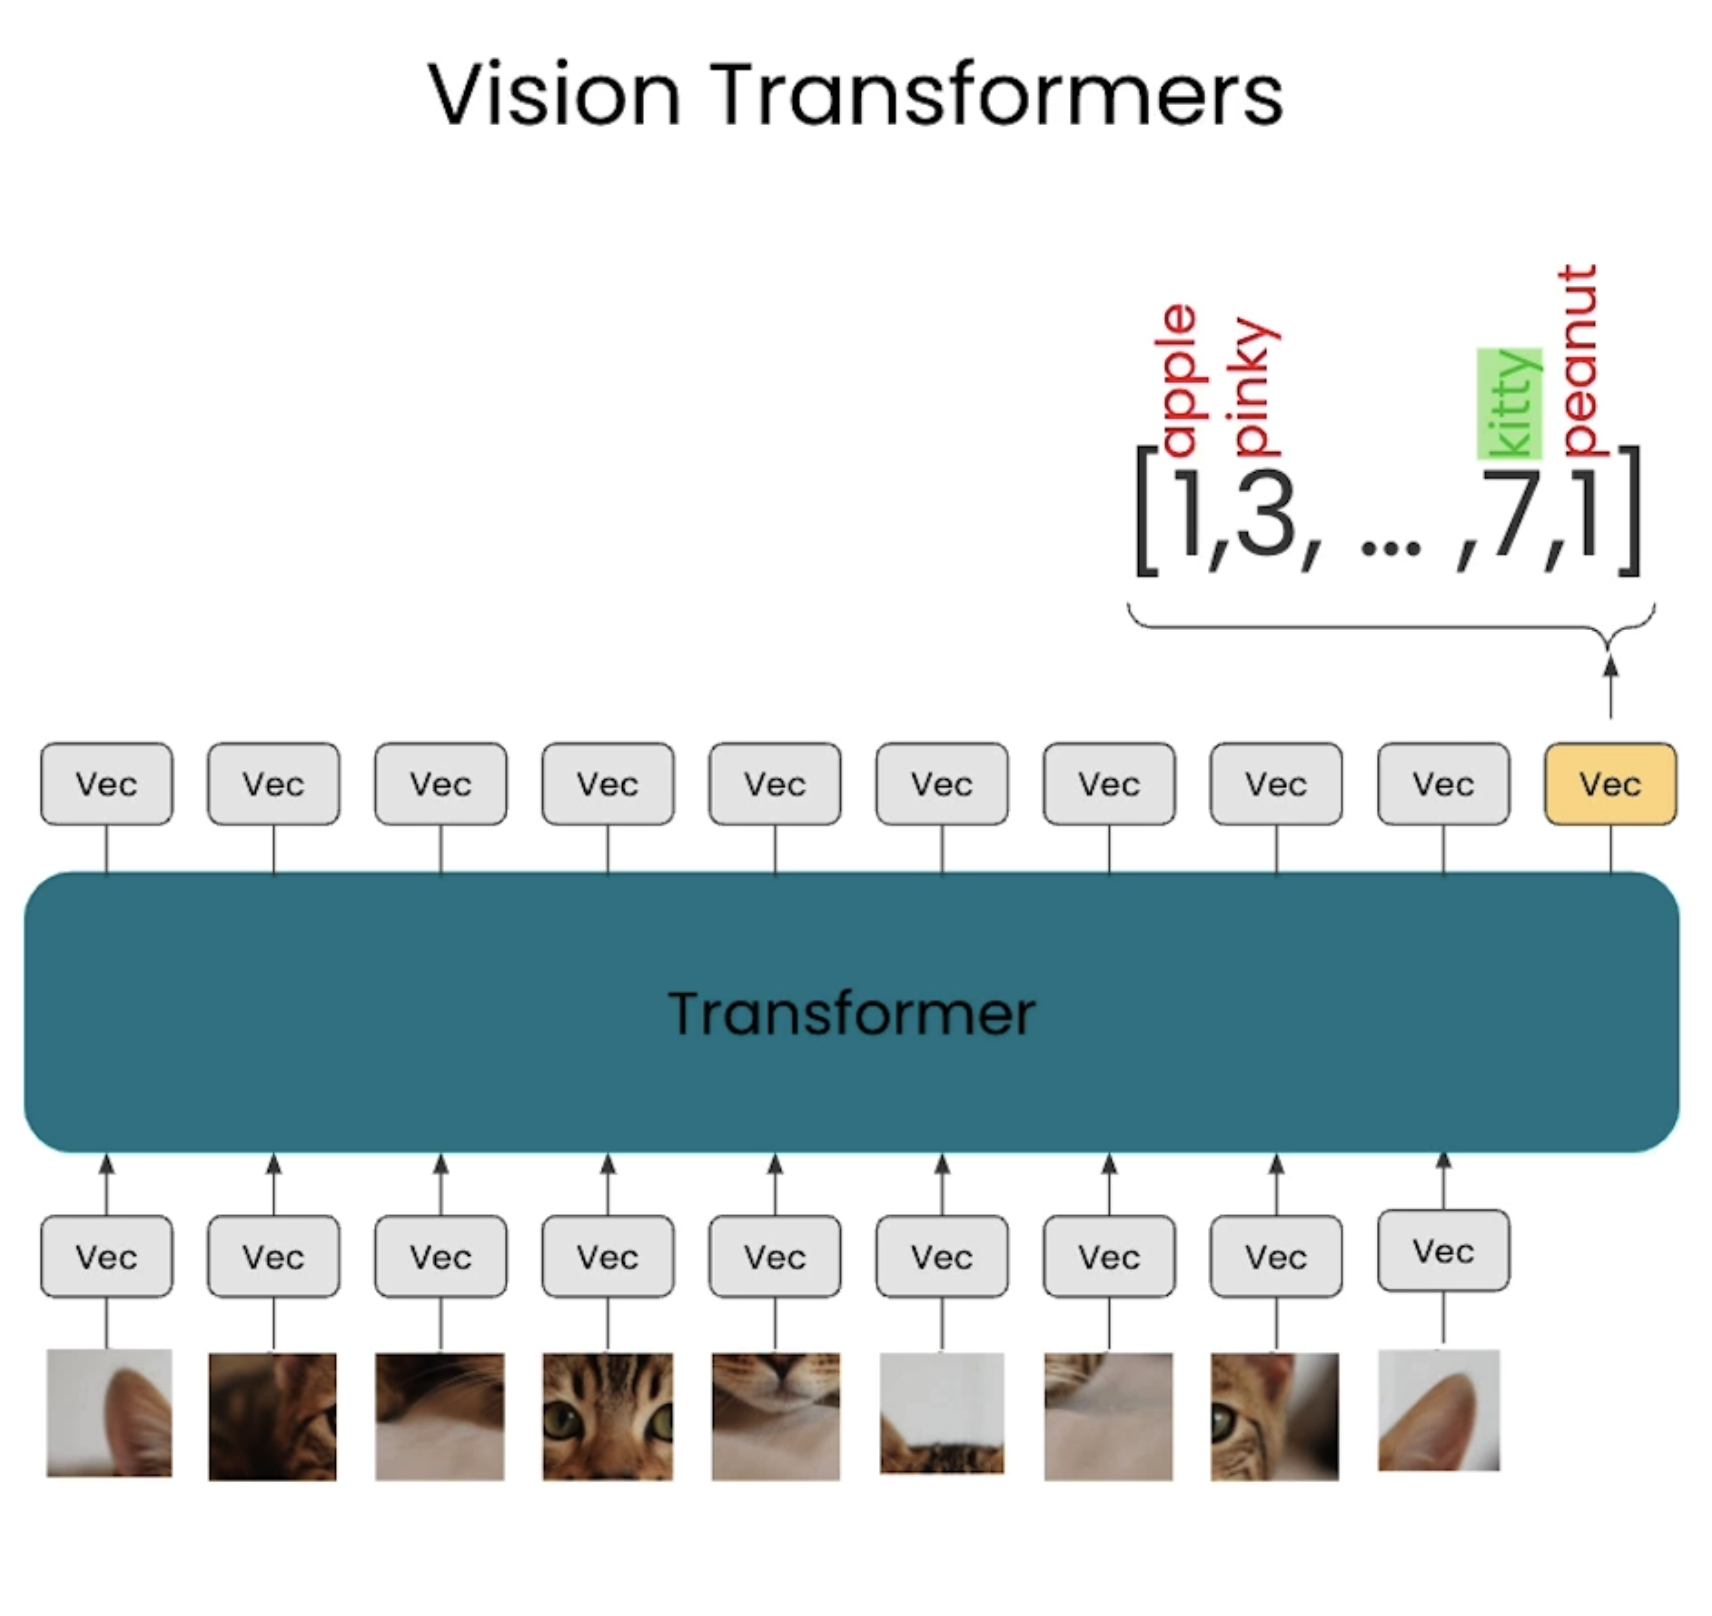 Vision Transformers
apple
pinky
kitty
peanut
[1,3, ... ,7,1]
Vec Vec Vec Vec Vec Vec Vec Vec Vec Vec
Transformer
Vec Vec Vec Vec Vec Vec Vec Vec Vec